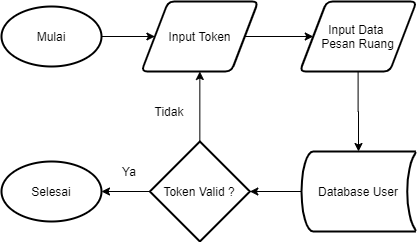 Mulai
Input Token
Input Data
Pesan Ruang
Tidak
Ya
Selesai
Token Valid ?
Database User